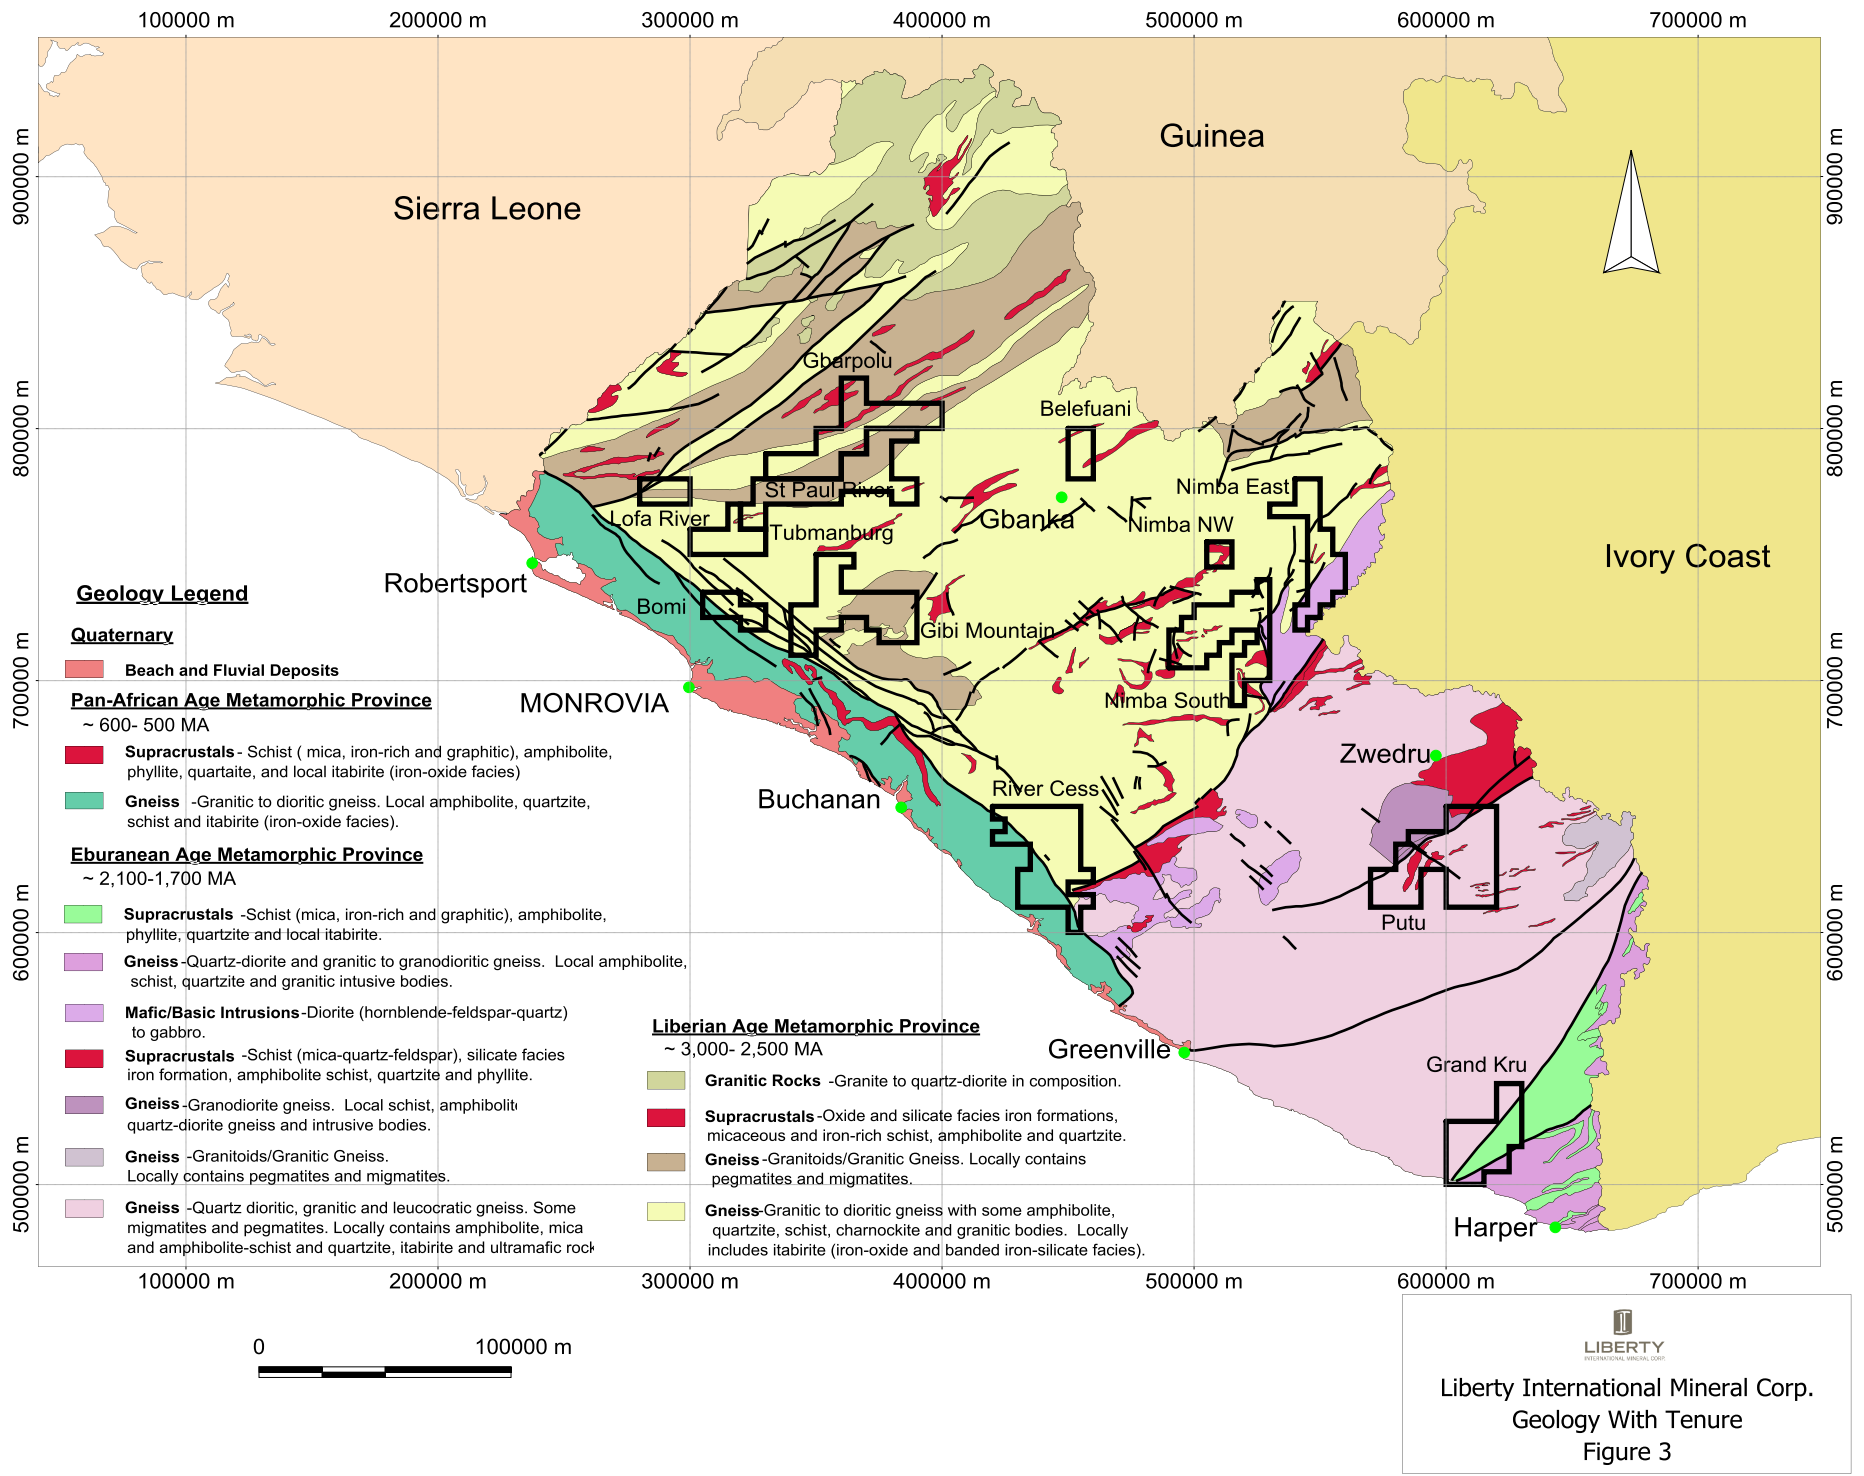 100000 m 200000 m 300000 m 400000 m 500000 m 600000 m 700000 m
900000 m
800000 m
700000 m
600000 m
500000 m
900000 m
800000 m
700000 m
600000 m
500000 m
Guinea
Sierra Leone
Ivory Coast
Gbarpolu
Belefuani
St Paul River
Nimba East
Lofa River
Gbanka
Nimba NW
Tubmanburg
Robertsport
Bomi
Gibi Mountain
MONROVIA
Nimba South
Zwedru
Buchanan
River Cess
Putu
Greenville
Grand Kru
Harper
Geology Legend
Quaternary
Beach and Fluvial Deposits
Pan-African Age Metamorphic Province
~ 600- 500 MA
Supracrustals - Schist ( mica, iron-rich and graphitic), amphibolite,
phyllite, quartaite, and local itabirite (iron-oxide facies)
Gneiss -Granitic to dioritic gneiss. Local amphibolite, quartzite,
schist and itabirite (iron-oxide facies).
Eburanean Age Metamorphic Province
~ 2,100-1,700 MA
Supracrustals -Schist (mica, iron-rich and graphitic), amphibolite,
phyllite, quartzite and local itabirite.
Gneiss -Quartz-diorite and granitic to granodioritic gneiss. Local amphibolite,
schist, quartzite and granitic intrusive bodies.
Mafic/Basic Intrusions -Diorite (hornblende-feldspar-quartz)
to gabbro.
Supracrustals -Schist (mica-quartz-feldspar), silicate facies
iron formation, amphibolite schist, quartzite and phyllite.
Gneiss -Granodiorite gneiss. Local schist, amphibolite
quartz-diorite gneiss and intrusive bodies.
Gneiss -Granitoids/Granitic Gneiss.
Locally contains pegmatites and migmatites.
Gneiss -Quartz dioritic, granitic and leucocratic gneiss. Some
migmatites and pegmatites. Locally contains amphibolite, mica
and amphibolite-schist and quartzite, itabirite and ultramafic rock
Liberian Age Metamorphic Province
~ 3,000- 2,500 MA
Granitic Rocks -Granite to quartz-diorite in composition.
Supracrustals -Oxide and silicate facies iron formations,
micaceous and iron-rich schist, amphibolite and quartzite.
Gneiss -Granitoids/Granitic Gneiss. Locally contains
pegmatites and migmatites.
Gneiss -Granitic to dioritic gneiss with some amphibolite,
quartzite, schist, charnockite and granitic bodies. Locally
includes itabirite (iron-oxide and banded iron-silicate facies).
100000 m 200000 m 300000 m 400000 m 500000 m 600000 m 700000 m
0 100000 m
LIBERTY
INTERNATIONAL MINERAL CORP.
Liberty International Mineral Corp.
Geology With Tenure
Figure 3